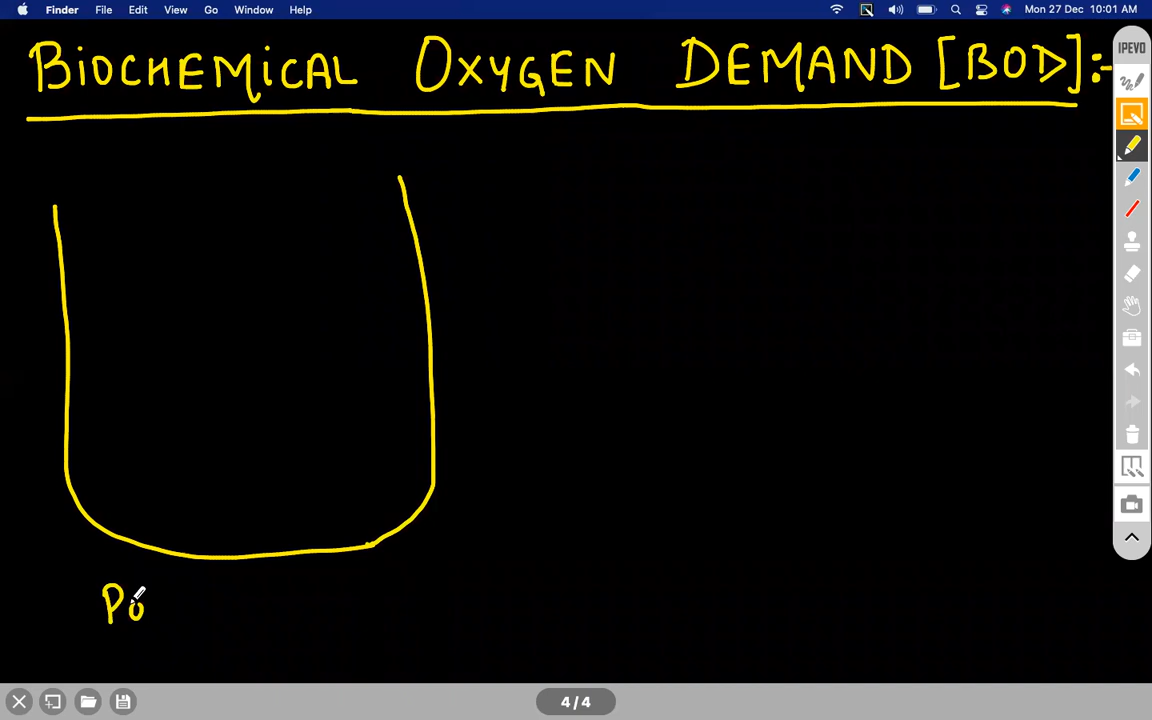 Finder File Edit View Go Window Help Mon 27 Dec 10:01 AM
IPEVO
BIOCHEMICAL OXYGEN DEMAND [BOD]:-
Po
4/4